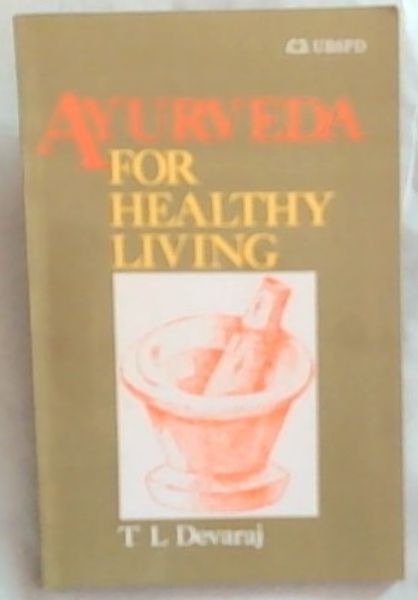 UBSPD
AYURVEDA
FOR
HEALTHY
LIVING
T L Devaraj